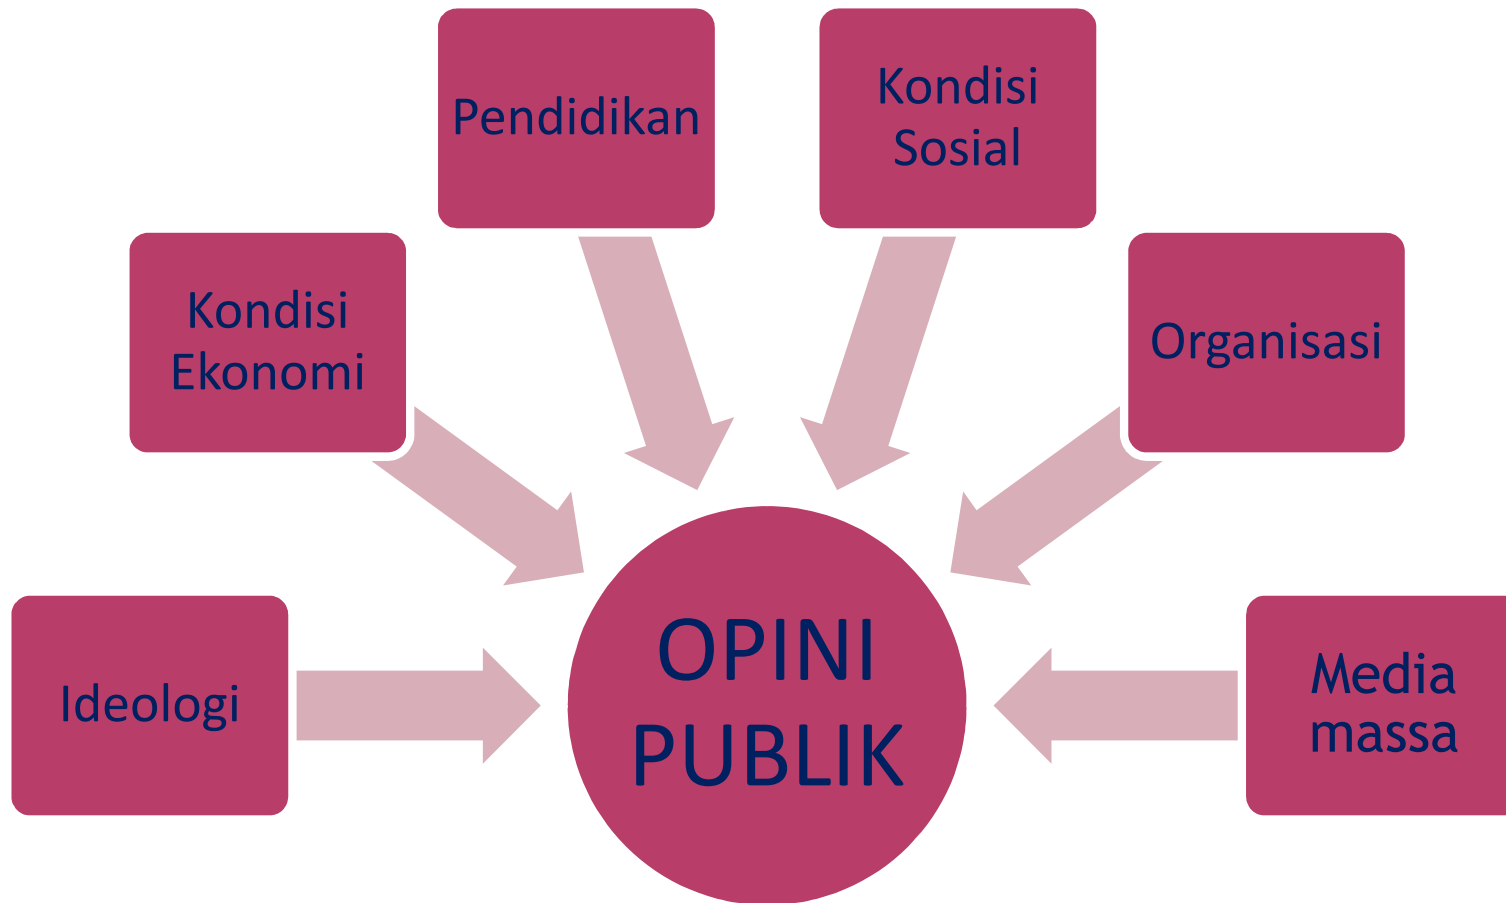 Pendidikan
Kondisi
Sosial
Kondisi
Ekonomi
Organisasi
Ideologi
OPINI
PUBLIK
Media
massa